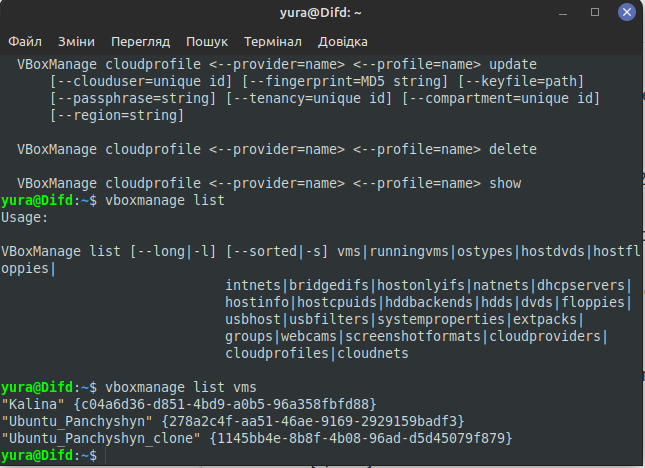 yura@Difd: ~
Файл Зміни Перегляд Пошук Термінал Довідка
VBoxManage cloudprofile <--provider=name> <--profile=name> update
[--clouduser=unique id] [--fingerprint=MD5 string] [--keyfile=path]
[--passphrase=string] [--tenancy=unique id] [--compartment=unique id]
[--region=string]
VBoxManage cloudprofile <--provider=name> <--profile=name> delete
VBoxManage cloudprofile <--provider=name> <--profile=name> show
yura@Difd:~$ vboxmanage list
Usage:
VBoxManage list [--long|-l] [--sorted|-s] vms|runningvms|ostypes|hostdvds|hostfl
oppies|
intnets|bridgedifs|hostonlyifs|natnets|dhcpservers|
hostinfo|hostcpuids|hddbackends|hdds|dvds|floppies|
usbhost|usbfilters|systemproperties|extpacks|
groups|webcams|screenshotformats|cloudproviders|
cloudprofiles|cloudnets
yura@Difd:~$ vboxmanage list vms
"Kalina" {c04a6d36-d851-4bd9-a0b5-96a358fbfd88}
"Ubuntu_Panchyshyn" {278a2c4f-aa51-46ae-9169-2929159badf3}
"Ubuntu_Panchyshyn_clone" {1145bb4e-8b8f-4b08-96ad-d5d45079f879}
yura@Difd:~$